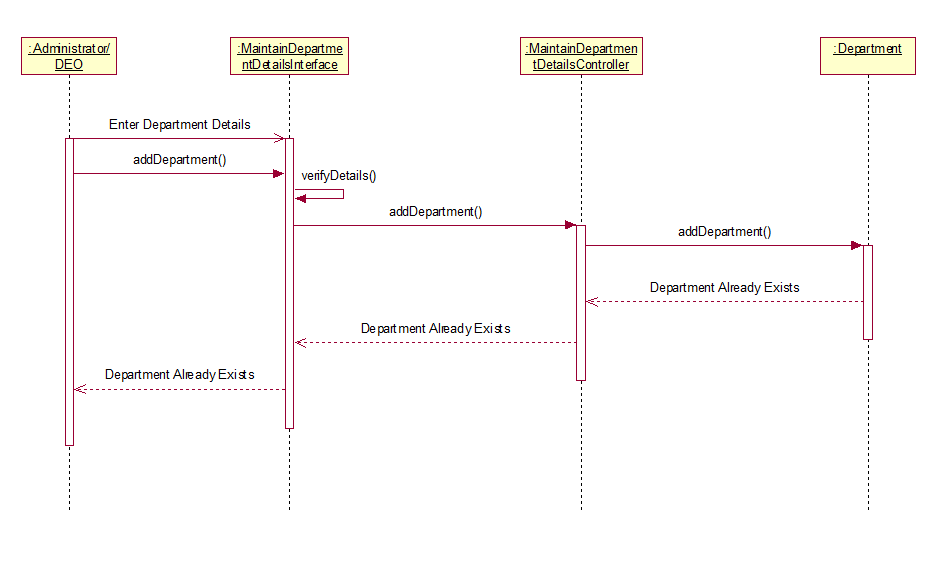 :Administrator/
DEO
:MaintainDepartme
ntDetailsInterface
:MaintainDepartmen
tDetailsController
:Department
Enter Department Details
addDepartment()
verifyDetails()
addDepartment()
addDepartment()
Department Already Exists
Department Already Exists
Department Already Exists